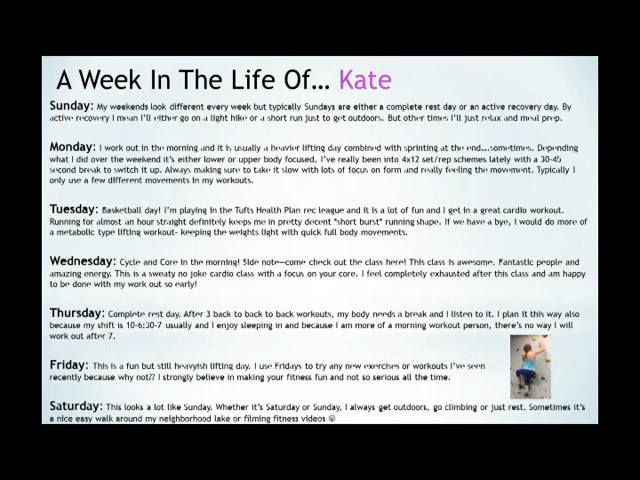 A Week In The Life Of... Kate
Sunday: My weekends look different every week but typically Sundays are either a complete rest day or an active recovery day. By
active recovery I mean I'll either go on a light hike or a short run just to get outdoors. But other times I'll just relax and meal prep.
Monday: I work out in the morning and it is usually a heavier lifting day combined with sprinting at the end....sometimes. Depending
what I did over the weekend it's either lower or upper body focused. I've really been into 4x12 set/rep schemes lately with a 30-45
second break to switch it up. Always making sure to take it slow with lots of focus on form and really feeling the movement. Typically I
only use a few different movements in my workouts.
Tuesday: Basketball day! I'm playing in the Tufts Health Plan rec league and it is a lot of fun and I get in a great cardio workout.
Running for almost an hour straight definitely keeps me in pretty decent "short burst" running shape. If we have a bye, I would do more of
a metabolic type lifting workout- keeping the weights light with quick full body movements.
Wednesday: Cycle and Core in the morning! Side note—come check out the class here! This class is awesome. Fantastic people and
amazing energy. This is a sweaty no joke cardio class with a focus on your core. I feel completely exhausted after this class and am happy
to be done with my work out so early!
Thursday: Complete rest day. After 3 back to back to back workouts, my body needs a break and I listen to it. I plan it this way also
because my shift is 10-6:30-7 usually and I enjoy sleeping in and because I am more of a morning workout person, there's no way I will
work out after 7.
Friday: This is a fun but still heavyish lifting day. I use Fridays to try any new exercises or workouts I've seen
recently because why not?? I strongly believe in making your fitness fun and not so serious all the time.
Saturday: This looks a lot like Sunday. Whether it's Saturday or Sunday, I always get outdoors, go climbing or just rest. Sometimes it's
a nice easy walk around my neighborhood lake or filming fitness videos ☺